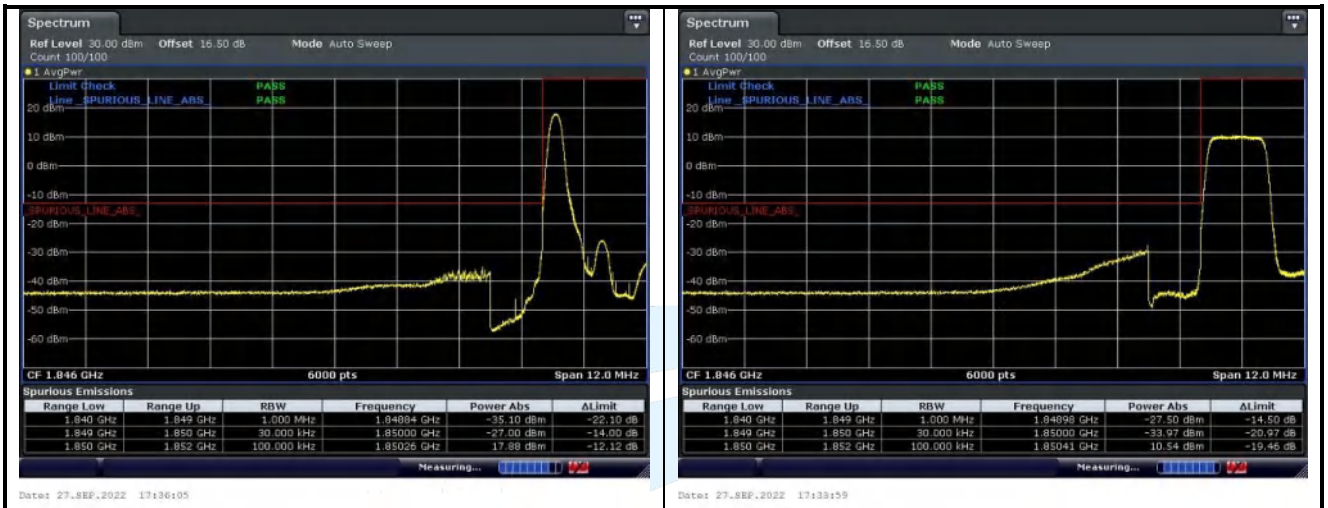 Spectrum
Ref Level 30.00 dBm Offset 16.50 dB Mode Auto Sweep
Count 100/100
1 AvgPwr
Limit Check PASS
Line _SPURIOUS_LINE_ABS_ PASS
20 dBm
10 dBm
0 dBm
-10 dBm
_SPURIOUS_LINE_ABS_
-20 dBm
-30 dBm
-40 dBm
-50 dBm
-60 dBm
CF 1.846 GHz 6000 pts Span 12.0 MHz
Spurious Emissions
Range Low Range Up RBW Frequency Power Abs ΔLimit
1.840 GHz 1.849 GHz 1.000 MHz 1.84884 GHz -35.10 dBm -22.10 dB
1.849 GHz 1.850 GHz 30.000 kHz 1.85000 GHz -27.00 dBm -14.00 dB
1.850 GHz 1.852 GHz 100.000 kHz 1.85026 GHz 17.88 dBm -12.12 dB
Measuring...
Date: 27.SEP.2022 17:36:05
Spectrum
Ref Level 30.00 dBm Offset 16.50 dB Mode Auto Sweep
Count 100/100
1 AvgPwr
Limit Check PASS
Line _SPURIOUS_LINE_ABS_ PASS
20 dBm
10 dBm
0 dBm
-10 dBm
_SPURIOUS_LINE_ABS_
-20 dBm
-30 dBm
-40 dBm
-50 dBm
-60 dBm
CF 1.846 GHz 6000 pts Span 12.0 MHz
Spurious Emissions
Range Low Range Up RBW Frequency Power Abs ΔLimit
1.840 GHz 1.849 GHz 1.000 MHz 1.84898 GHz -27.50 dBm -14.50 dB
1.849 GHz 1.850 GHz 30.000 kHz 1.85000 GHz -33.97 dBm -20.97 dB
1.850 GHz 1.852 GHz 100.000 kHz 1.85041 GHz 10.54 dBm -19.46 dB
Measuring...
Date: 27.SEP.2022 17:33:59